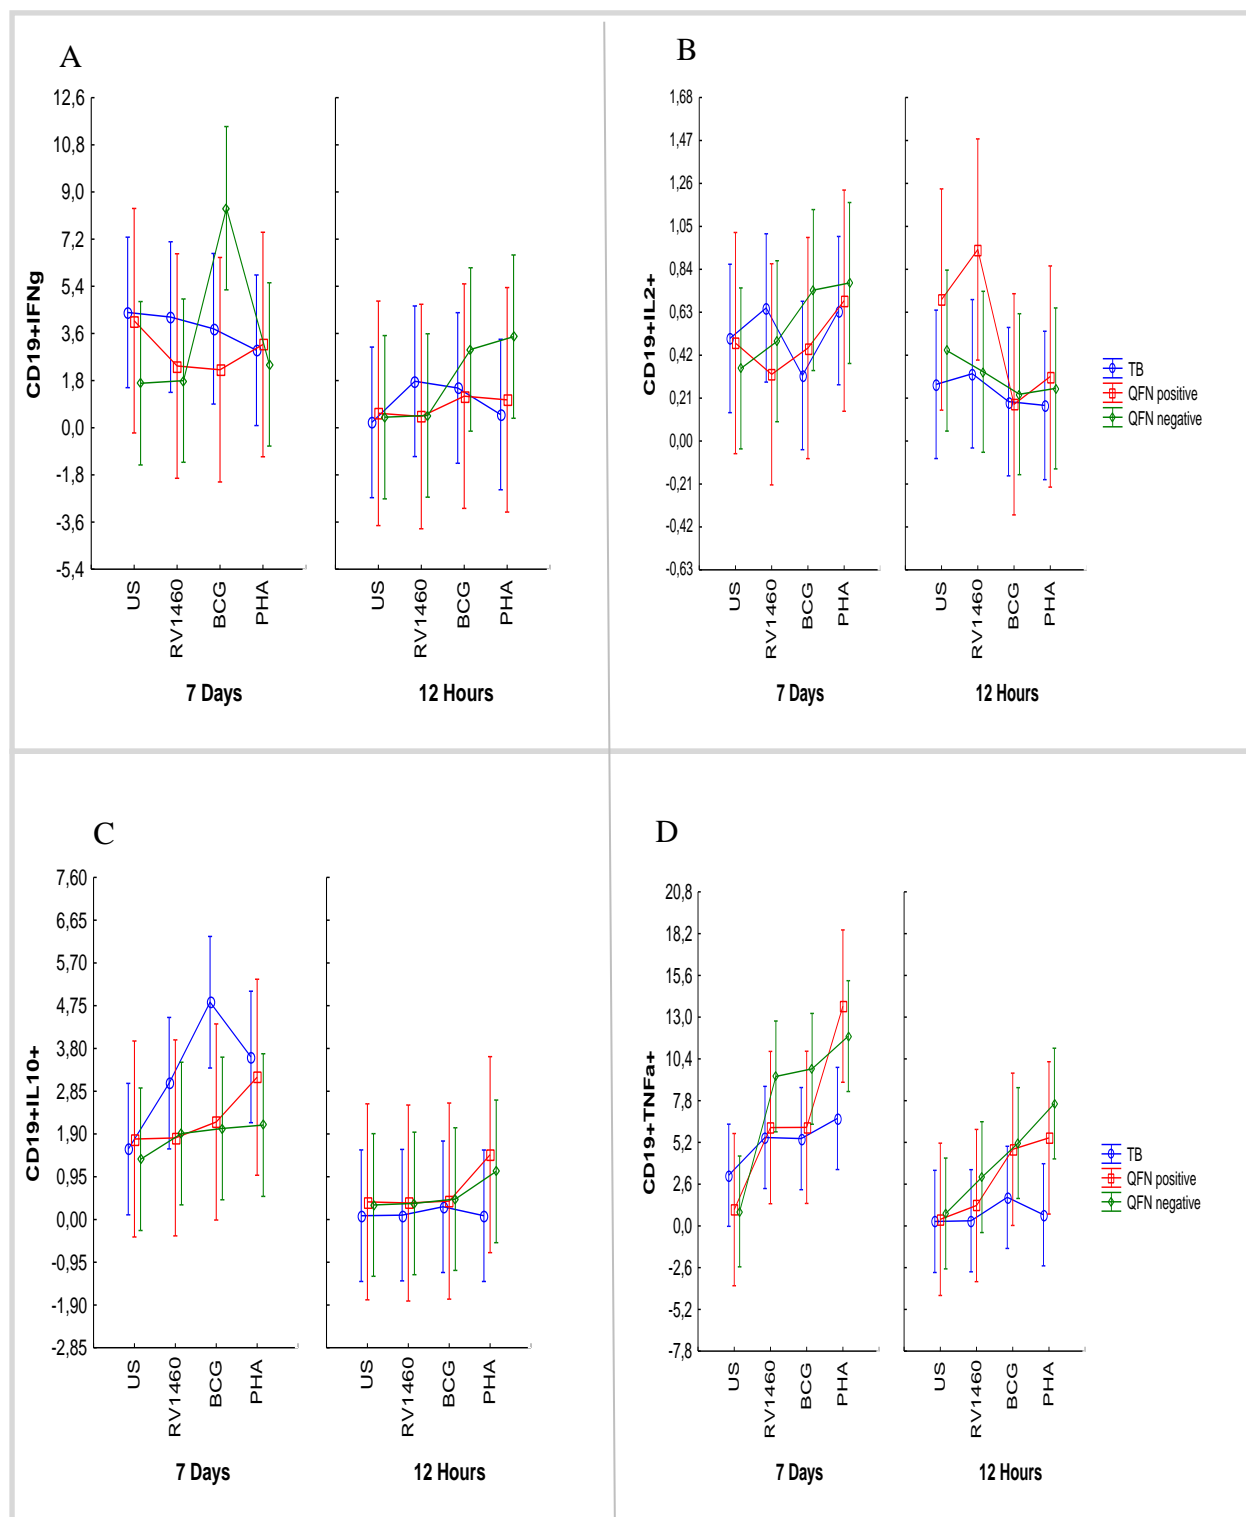 A
CD19+IFNg
12,6
10,8
9,0
7,2
5,4
3,6
1,8
0,0
-1,8
-3,6
-5,4
US
RV1460
BCG
PHA
7 Days
US
RV1460
BCG
PHA
12 Hours
B
CD19+IL2+
1,68
1,47
1,26
1,05
0,84
0,63
0,42
0,21
0,00
-0,21
-0,42
-0,63
US
RV1460
BCG
PHA
7 Days
US
RV1460
BCG
PHA
12 Hours
TB
QFN positive
QFN negative
C
CD19+IL10+
7,60
6,65
5,70
4,75
3,80
2,85
1,90
0,95
0,00
-0,95
-1,90
-2,85
US
RV1460
BCG
PHA
7 Days
US
RV1460
BCG
PHA
12 Hours
D
CD19+TNFa+
20,8
18,2
15,6
13,0
10,4
7,8
5,2
2,6
0,0
-2,6
-5,2
-7,8
US
RV1460
BCG
PHA
7 Days
US
RV1460
BCG
PHA
12 Hours
TB
QFN positive
QFN negative